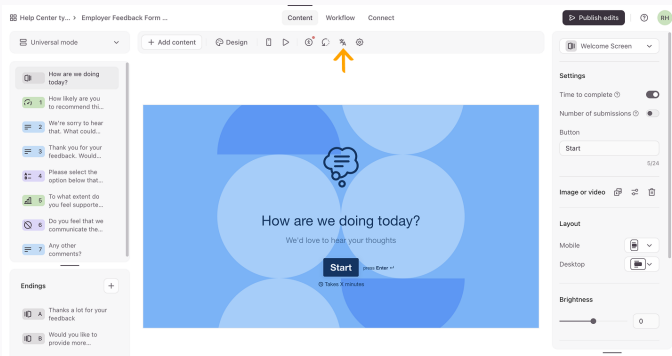 Help Center ty... > Employer Feedback Form ...
Content Workflow Connect
Publish edits
RH
Universal mode
+ Add content Design
Welcome Screen
How are we doing
today?
1 How likely are you
to recommend thi...
2 We're sorry to hear
that. What could...
3 Thank you for your
feedback. Would...
4 Please select the
option below that...
5 To what extent do
you feel supporte...
6 Do you feel that we
communicate the...
7 Any other
comments?
Endings +
A Thanks a lot for your
feedback
B Would you like to
provide more...
How are we doing today?
We'd love to hear your thoughts
Start press Enter ↵
Takes X minutes
Settings
Time to complete
Number of submissions
Button
Start
5/24
Image or video
Layout
Mobile
Desktop
Brightness
0